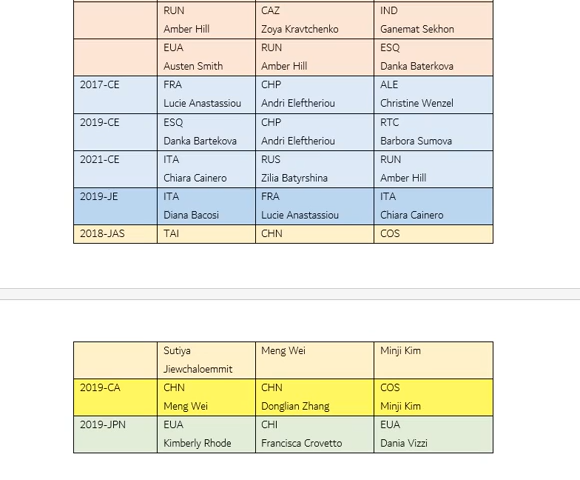 RUN CAZ IND
Amber Hill Zoya Kravtchenko Ganemat Sekhon
EUA RUN ESQ
Austen Smith Amber Hill Danka Baterkova
2017-CE FRA CHP ALE
Lucie Anastassiou Andri Eleftheriou Christine Wenzel
2019-CE ESQ CHP RTC
Danka Bartekova Andri Eleftheriou Barbora Sumova
2021-CE ITA RUS RUN
Chiara Cainero Zilia Batyrshina Amber Hill
2019-JE ITA FRA ITA
Diana Bacosi Lucie Anastassiou Chiara Cainero
2018-JAS TAI CHN COS
Sutiya Meng Wei Minji Kim
Jiewchaloemmit
2019-CA CHN CHN COS
Meng Wei Donglian Zhang Minji Kim
2019-JPN EUA CHI EUA
Kimberly Rhode Francisca Crovetto Dania Vizzi